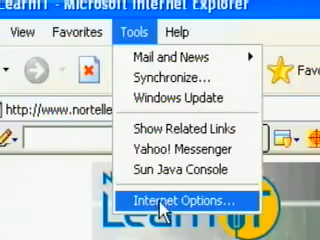 LearnIT - Microsoft Internet Explorer
View Favorites Tools Help
Mail and News
Synchronize...
Windows Update
Favorites
http://www.nortelle
Show Related Links
Yahoo! Messenger
Sun Java Console
Internet Options...
LearnIT